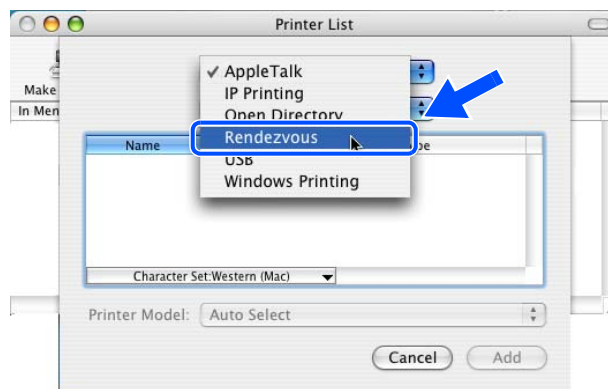 Printer List
✓ AppleTalk
IP Printing
Make
In Men
Open Directory
Rendezvous
Name
USB
Windows Printing
Character Set:Western (Mac)
Printer Model: Auto Select
Cancel Add